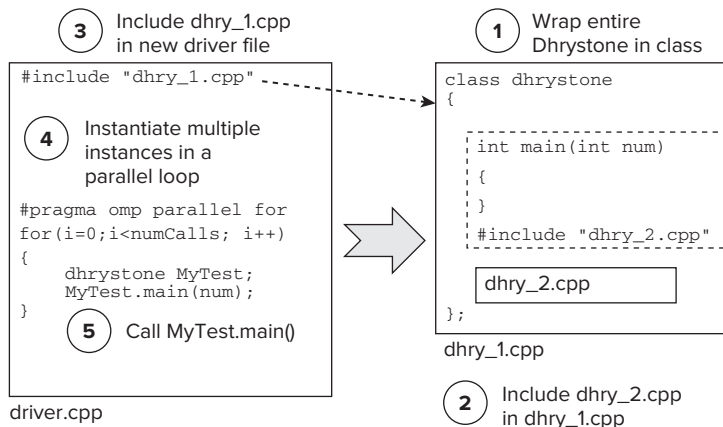 3 Include dhry_1.cpp
in new driver file
#include "dhry_1.cpp"
4 Instantiate multiple
instances in a
parallel loop
#pragma omp parallel for
for(i=0;i<numCalls; i++)
{
dhrystone MyTest;
MyTest.main(num);
}
5 Call MyTest.main()
driver.cpp
1 Wrap entire
Dhrystone in class
class dhrystone
{
int main(int num)
{
}
#include "dhry_2.cpp"
dhry_2.cpp
};
dhry_1.cpp
2 Include dhry_2.cpp
in dhry_1.cpp